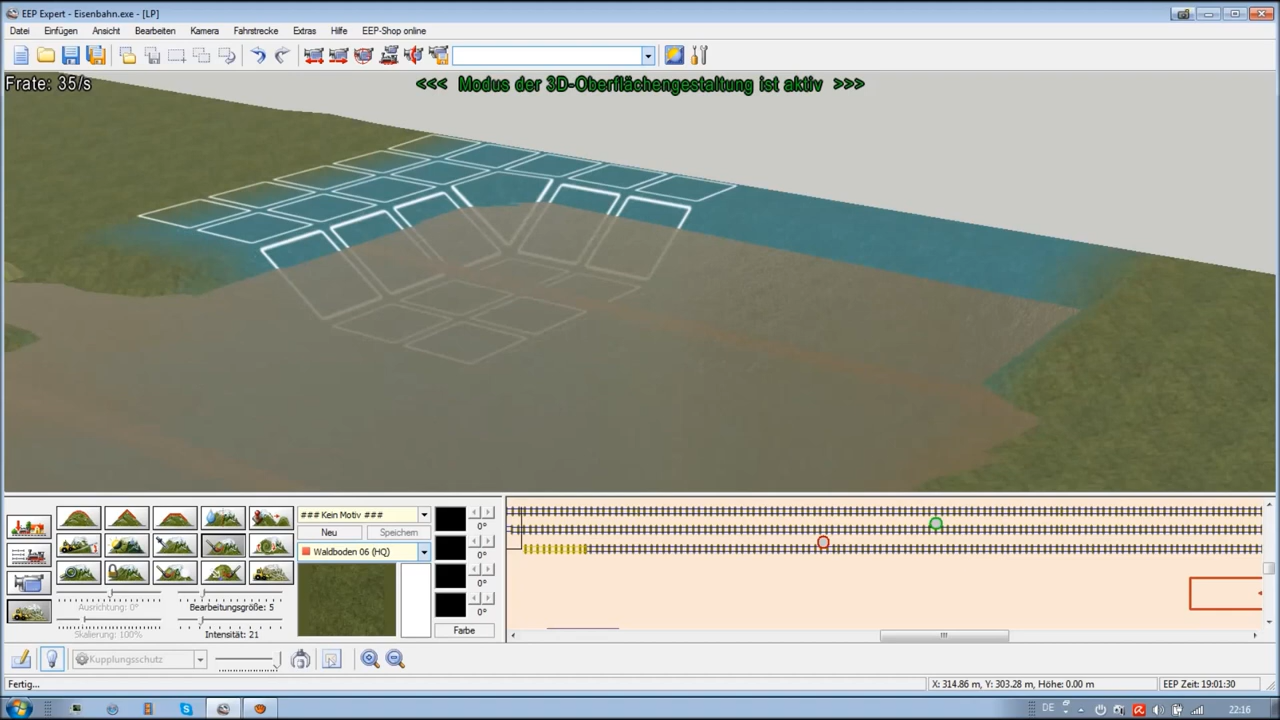 EEP Expert - Eisenbahn.exe - [LP]
Datei Einfügen Ansicht Bearbeiten Kamera Fahrstrecke Extras Hilfe EEP-Shop online
Frate: 35/s
<<< Modus der 3D-Oberflächengestaltung ist aktiv >>>
### Kein Motiv ###
Neu Speichern
Waldboden 06 (HQ)
0°
0°
0°
0°
Ausrichtung: 0° Bearbeitungsgröße: 5
Skalierung: 100% Intensität: 21
Farbe
Kupplungsschutz
Fertig... X: 314.86 m, Y: 303.28 m, Höhe: 0.00 m EEP Zeit: 19:01:30
DE 22:16